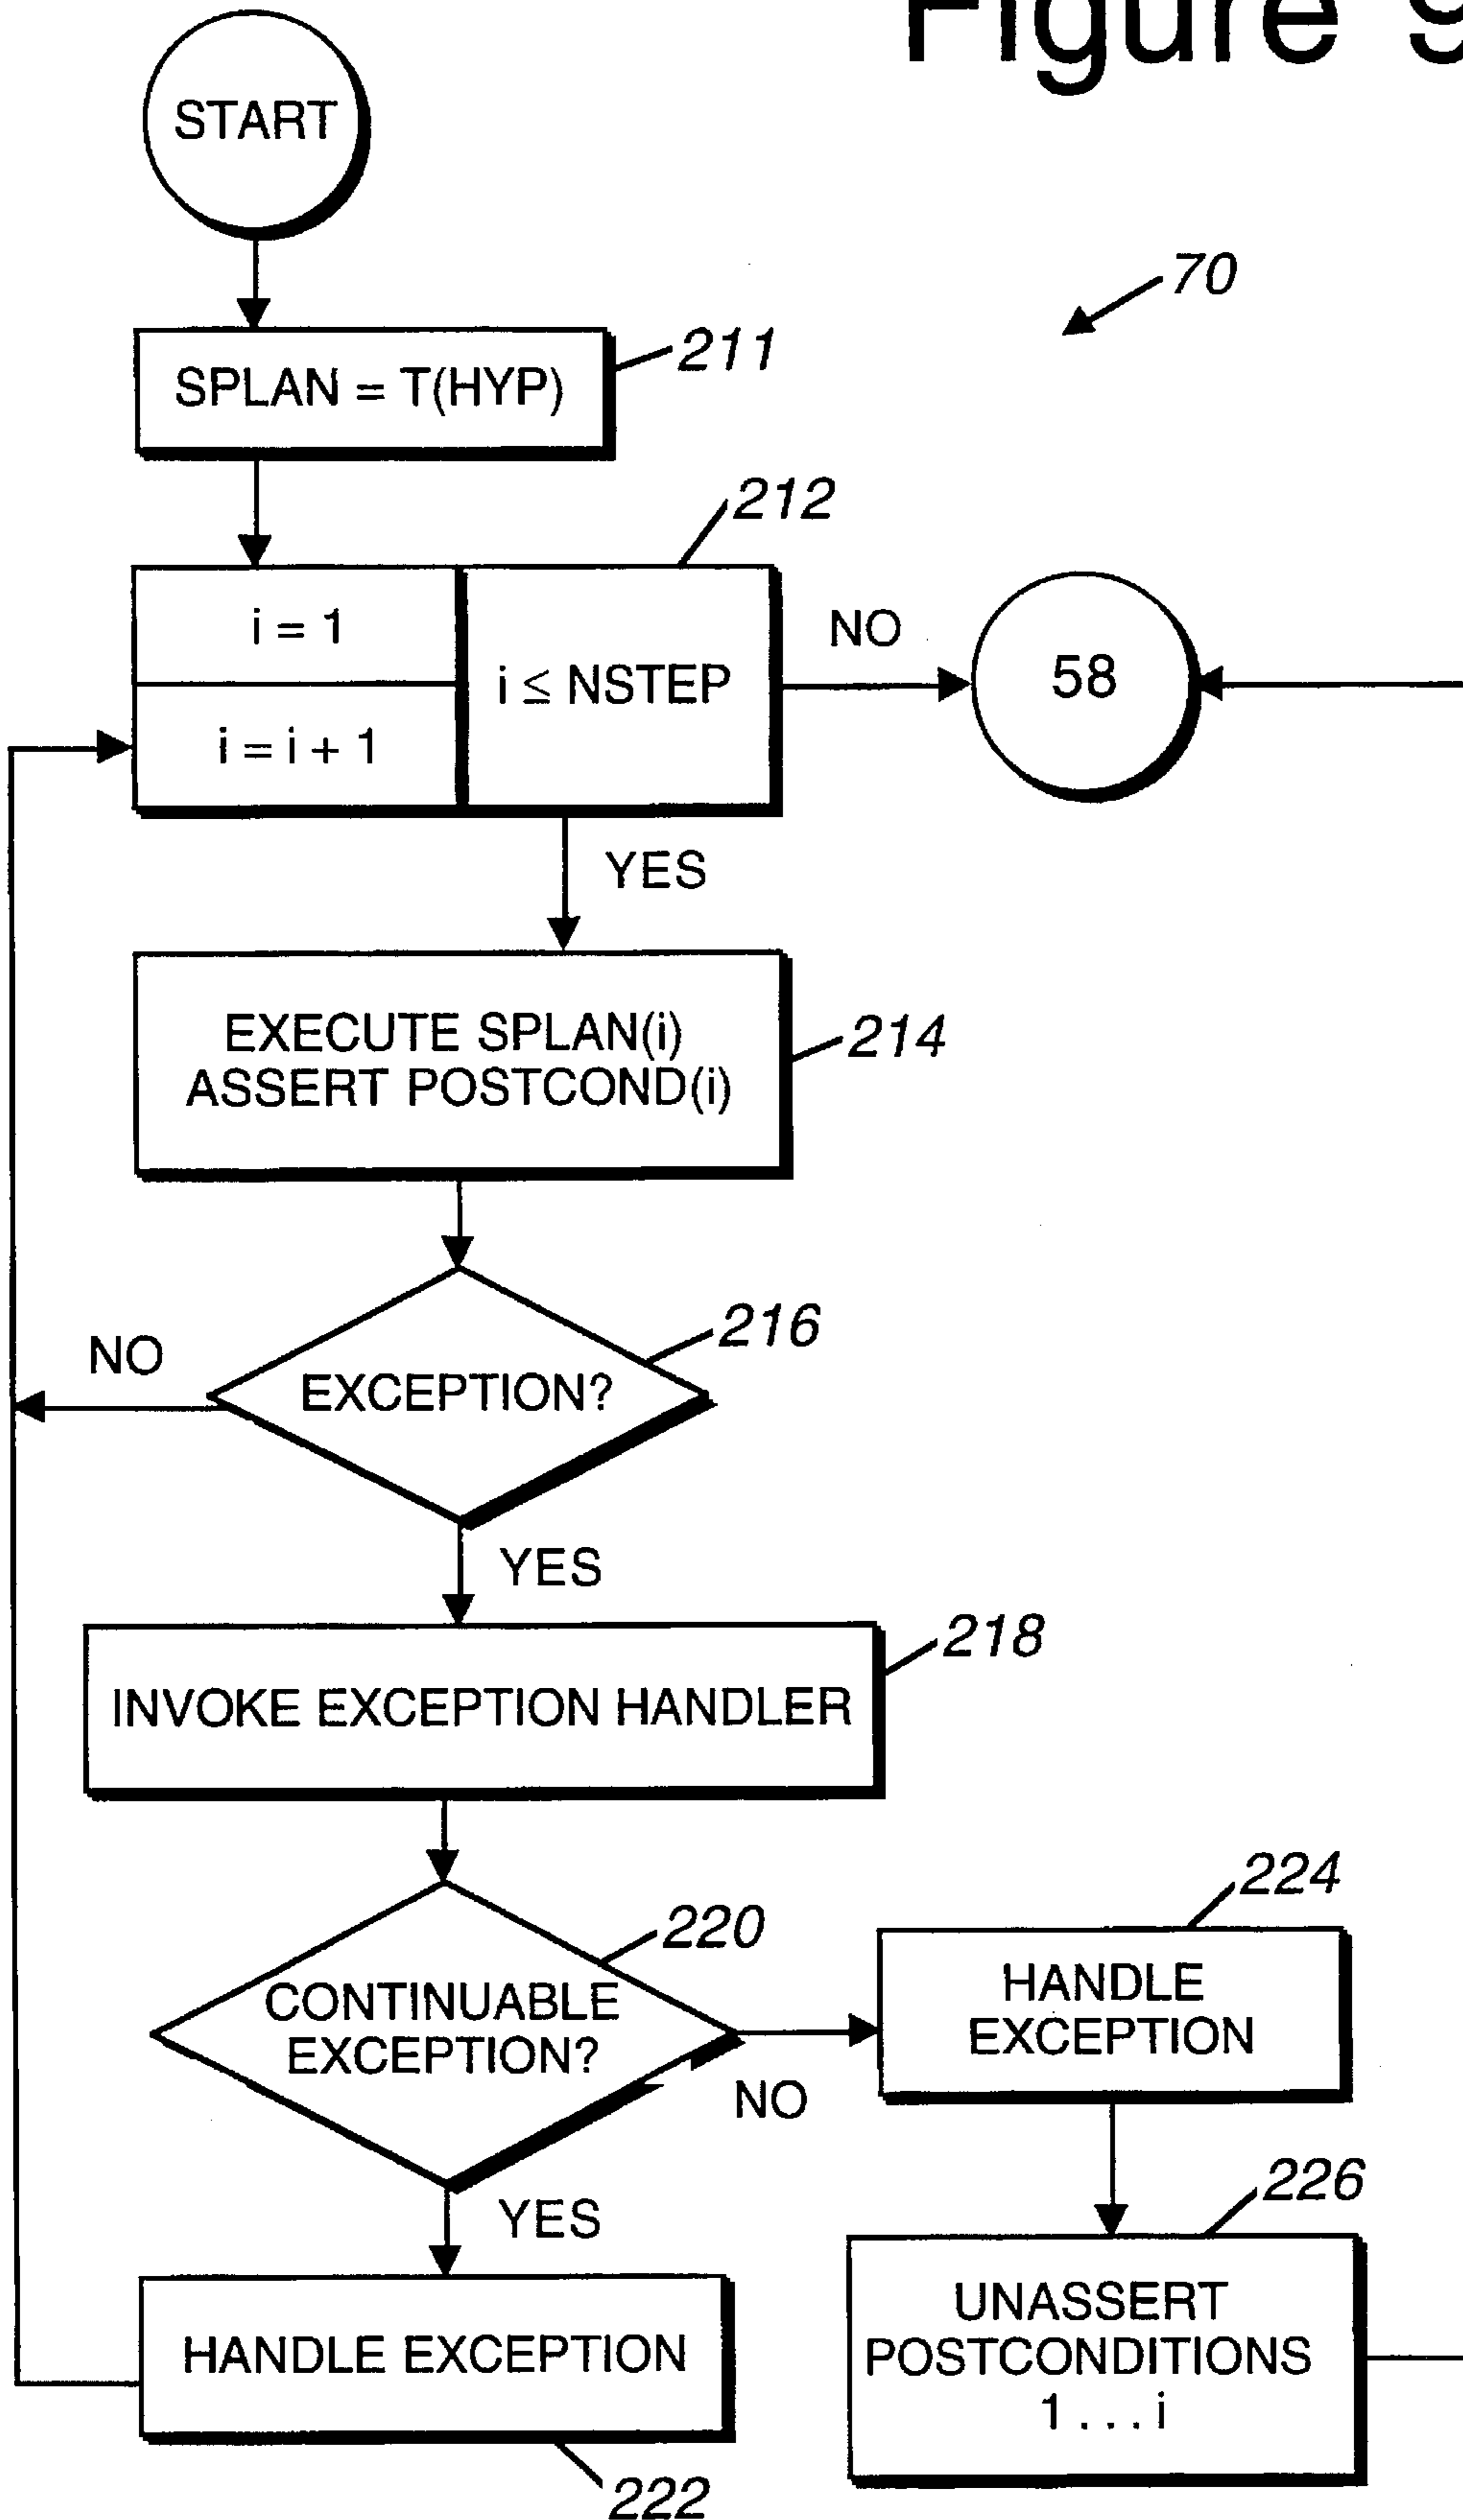 Figure 9
START
70
211
SPLAN = T(HYP)
212
i = 1
i ≤ NSTEP
NO
58
i = i + 1
YES
EXECUTE SPLAN(i)
ASSERT POSTCOND(i)
214
216
NO
EXCEPTION?
YES
218
INVOKE EXCEPTION HANDLER
224
220
CONTINUABLE
EXCEPTION?
HANDLE
EXCEPTION
NO
YES
226
HANDLE EXCEPTION
UNASSERT
POSTCONDITIONS
1 . . . i
222